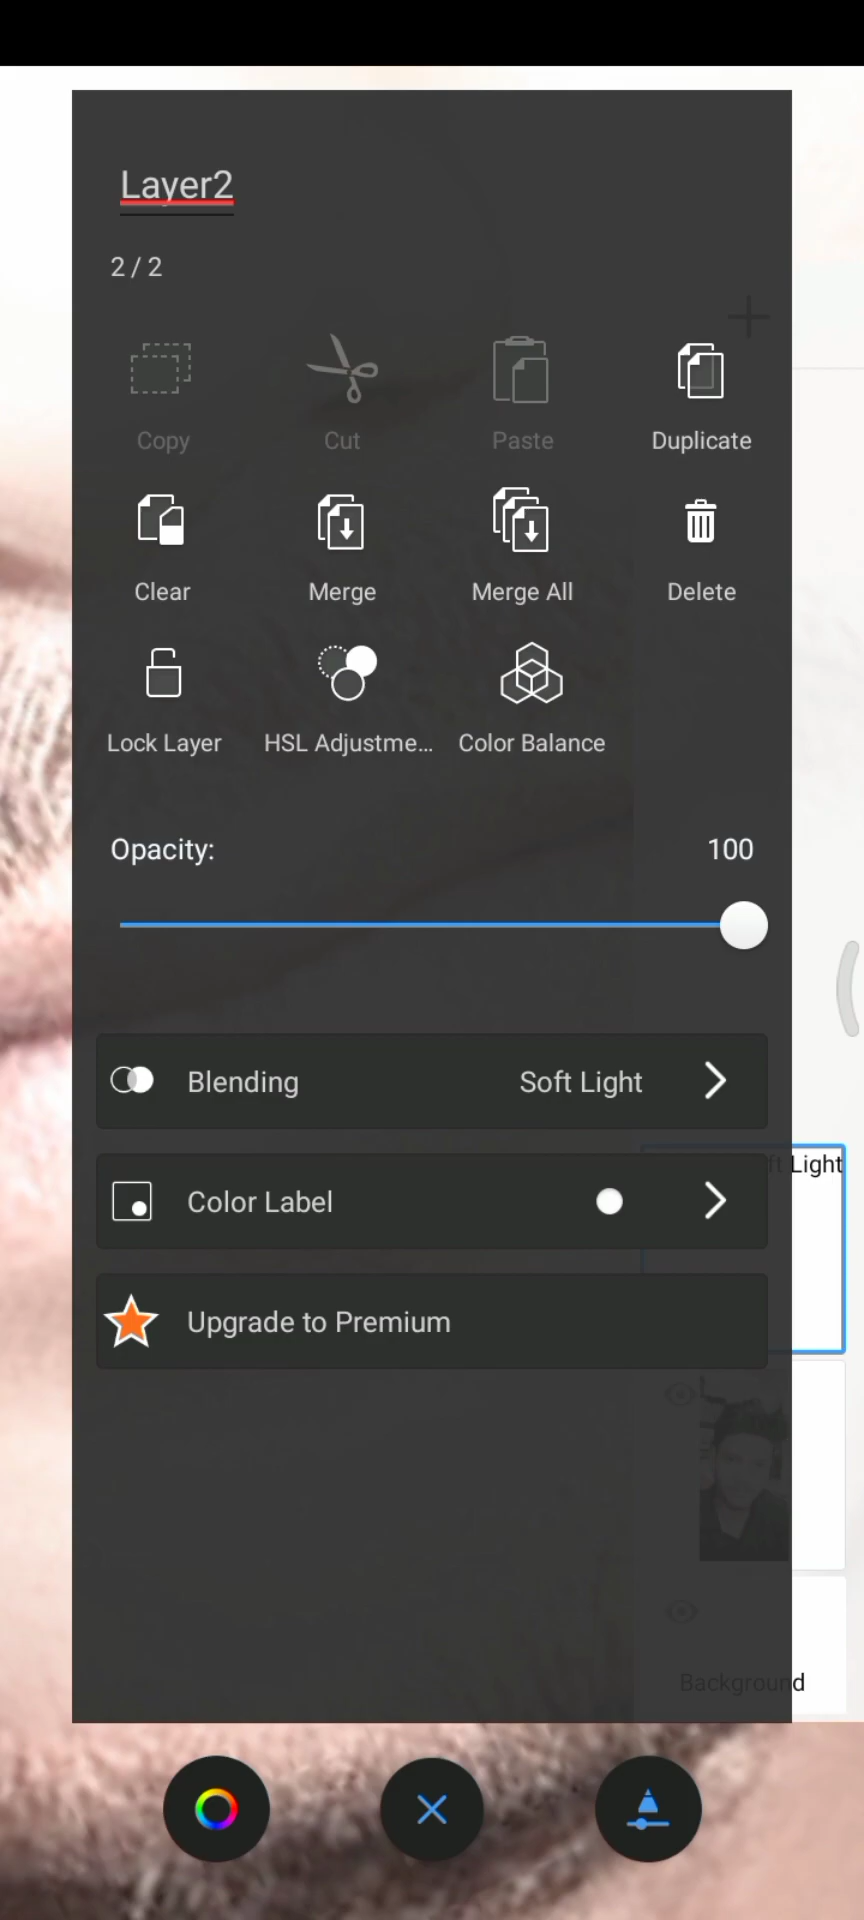 Layer2
2 / 2
Copy
Cut
Paste
Duplicate
Clear
Merge
Merge All
Delete
Lock Layer
HSL Adjustme...
Color Balance
Opacity:
100
Blending
Soft Light
ft Light
Color Label
Upgrade to Premium
Background